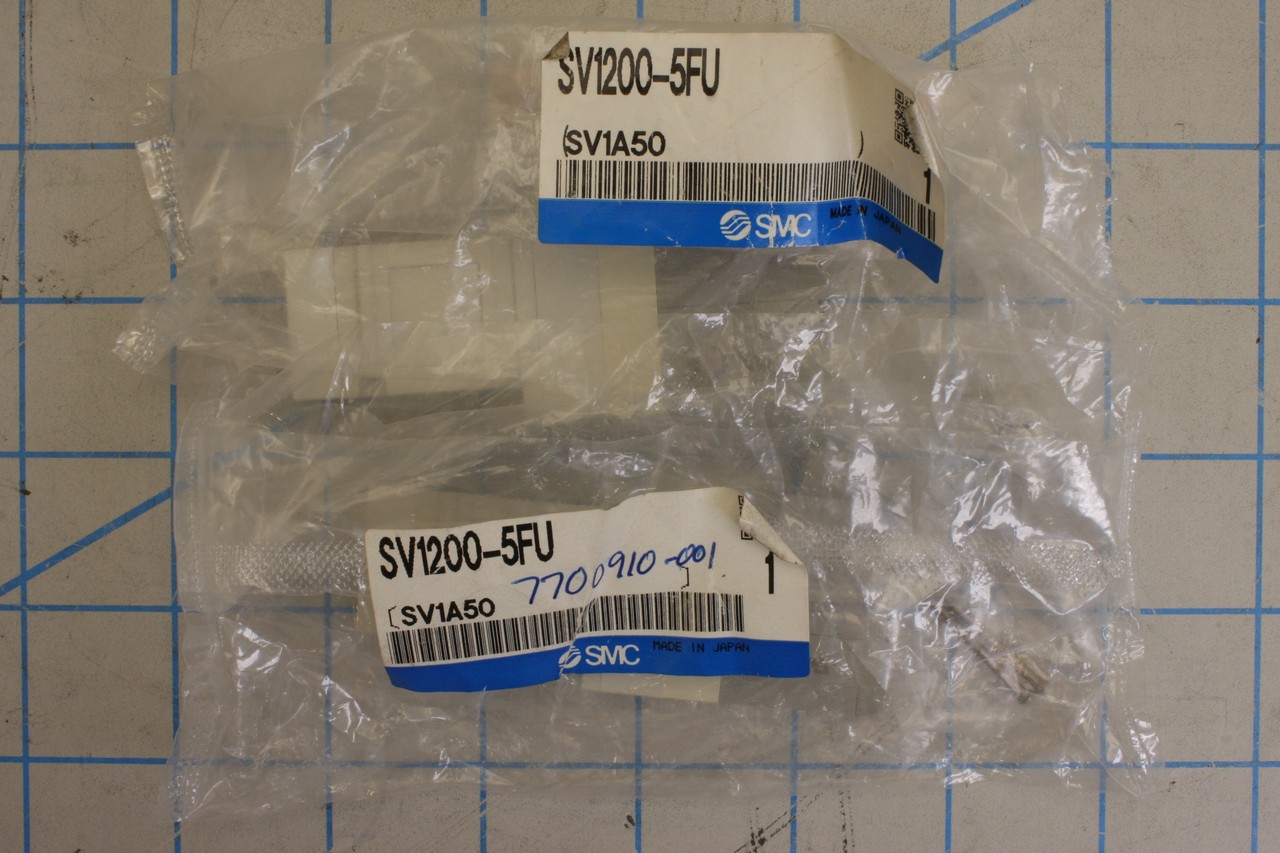 SV1200-5FU
(SV1A50 )
1
SMC MADE IN JAPAN
SV1200-5FU
7700910-001
[SV1A50 ]
1
SMC MADE IN JAPAN